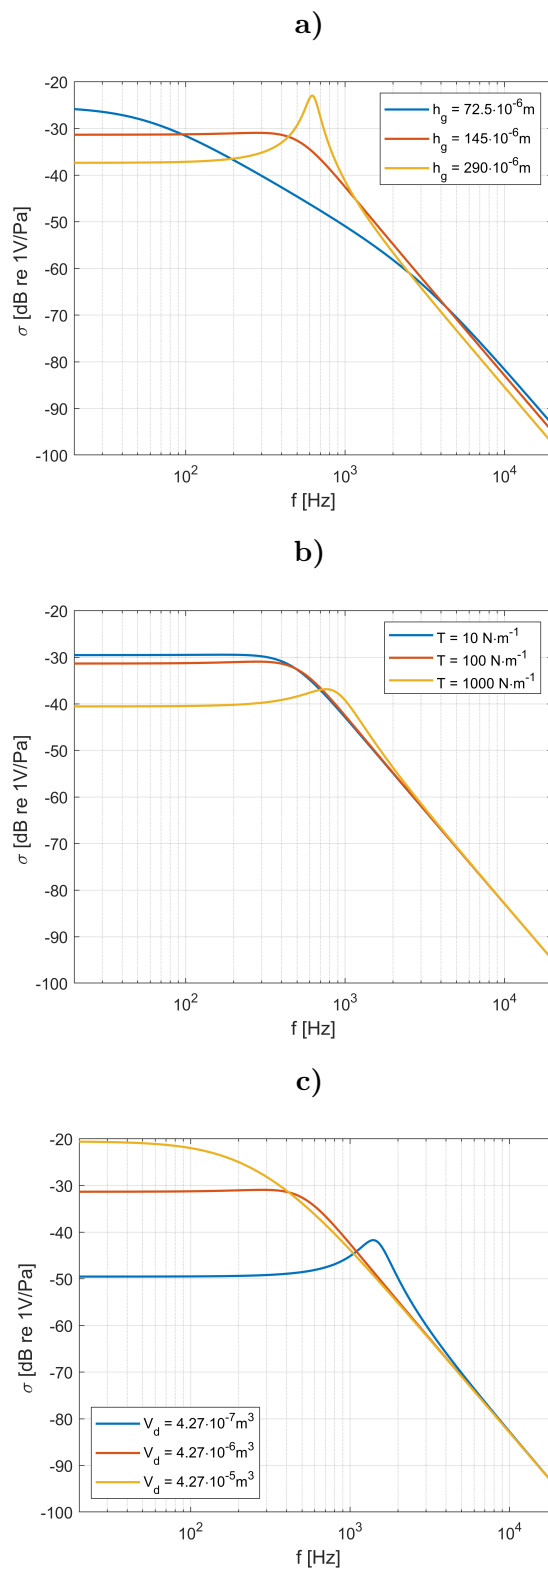 a)
-20
-30
-40
-50
-60
-70
-80
-90
-100
σ [dB re 1V/Pa]
h_g = 72.5·10^-6m
h_g = 145·10^-6m
h_g = 290·10^-6m
10^2
10^3
10^4
f [Hz]
b)
-20
-30
-40
-50
-60
-70
-80
-90
-100
σ [dB re 1V/Pa]
T = 10 N·m^-1
T = 100 N·m^-1
T = 1000 N·m^-1
10^2
10^3
10^4
f [Hz]
c)
-20
-30
-40
-50
-60
-70
-80
-90
-100
σ [dB re 1V/Pa]
V_d = 4.27·10^-7m^3
V_d = 4.27·10^-6m^3
V_d = 4.27·10^-5m^3
10^2
10^3
10^4
f [Hz]